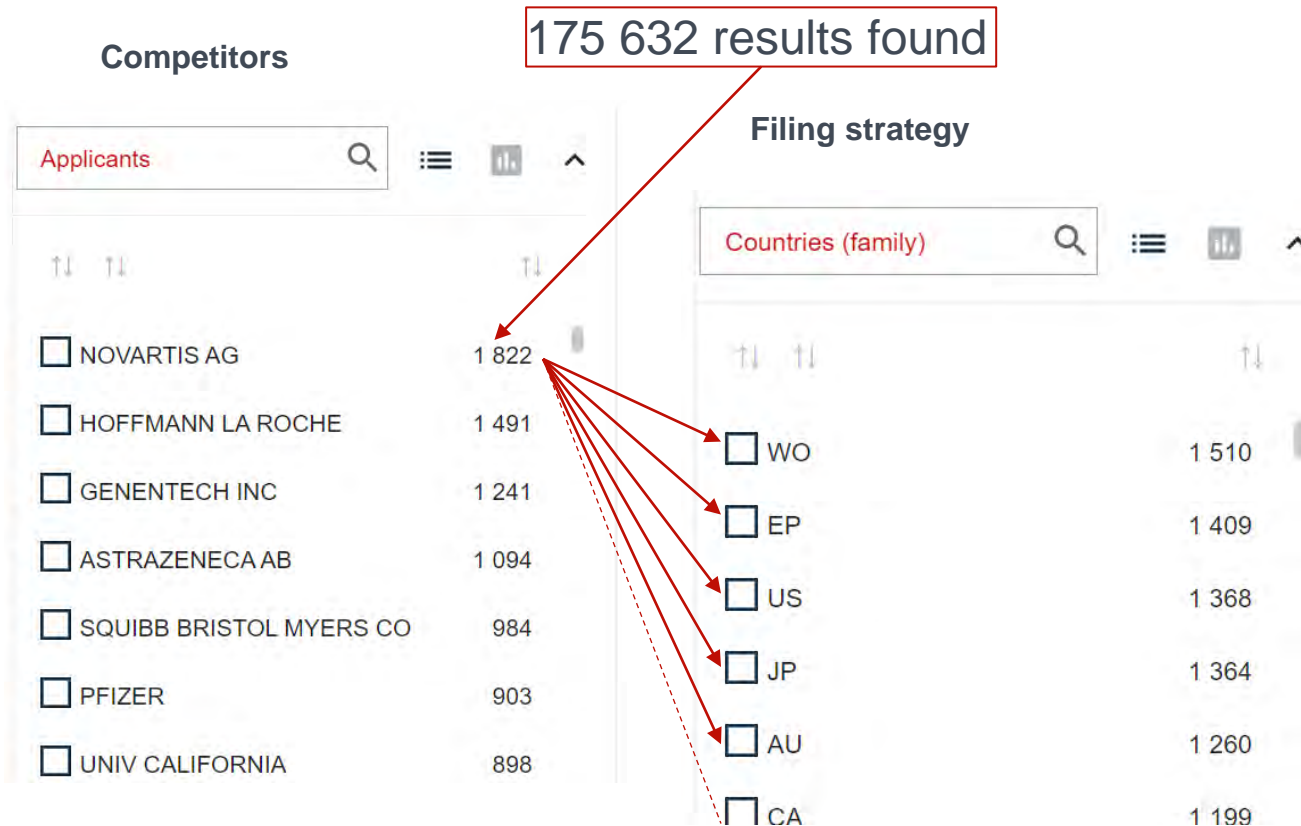 175 632 results found
Competitors
Filing strategy
Applicants
NOVARTIS AG 1 822
HOFFMANN LA ROCHE 1 491
GENENTECH INC 1 241
ASTRAZENECA AB 1 094
SQUIBB BRISTOL MYERS CO 984
PFIZER 903
UNIV CALIFORNIA 898
Countries (family)
WO 1 510
EP 1 409
US 1 368
JP 1 364
AU 1 260
CA 1 199